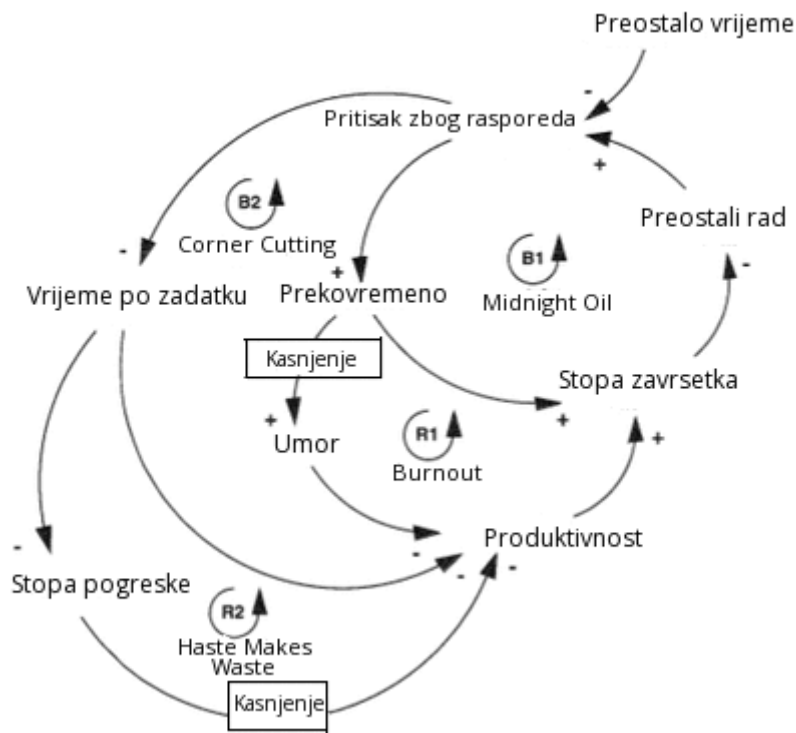 Preostalo vrijeme
-
Pritisak zbog rasporeda
+
B2
Corner Cutting
-
Preostali rad
-
B1
Midnight Oil
+
Vrijeme po zadatku
Prekovremeno
Kasnjenje
Stopa zavrsetka
+
+
+
Umor
R1
Burnout
-
-
-
Produktivnost
-
Stopa pogreske
R2
Haste Makes
Waste
Kasnjenje